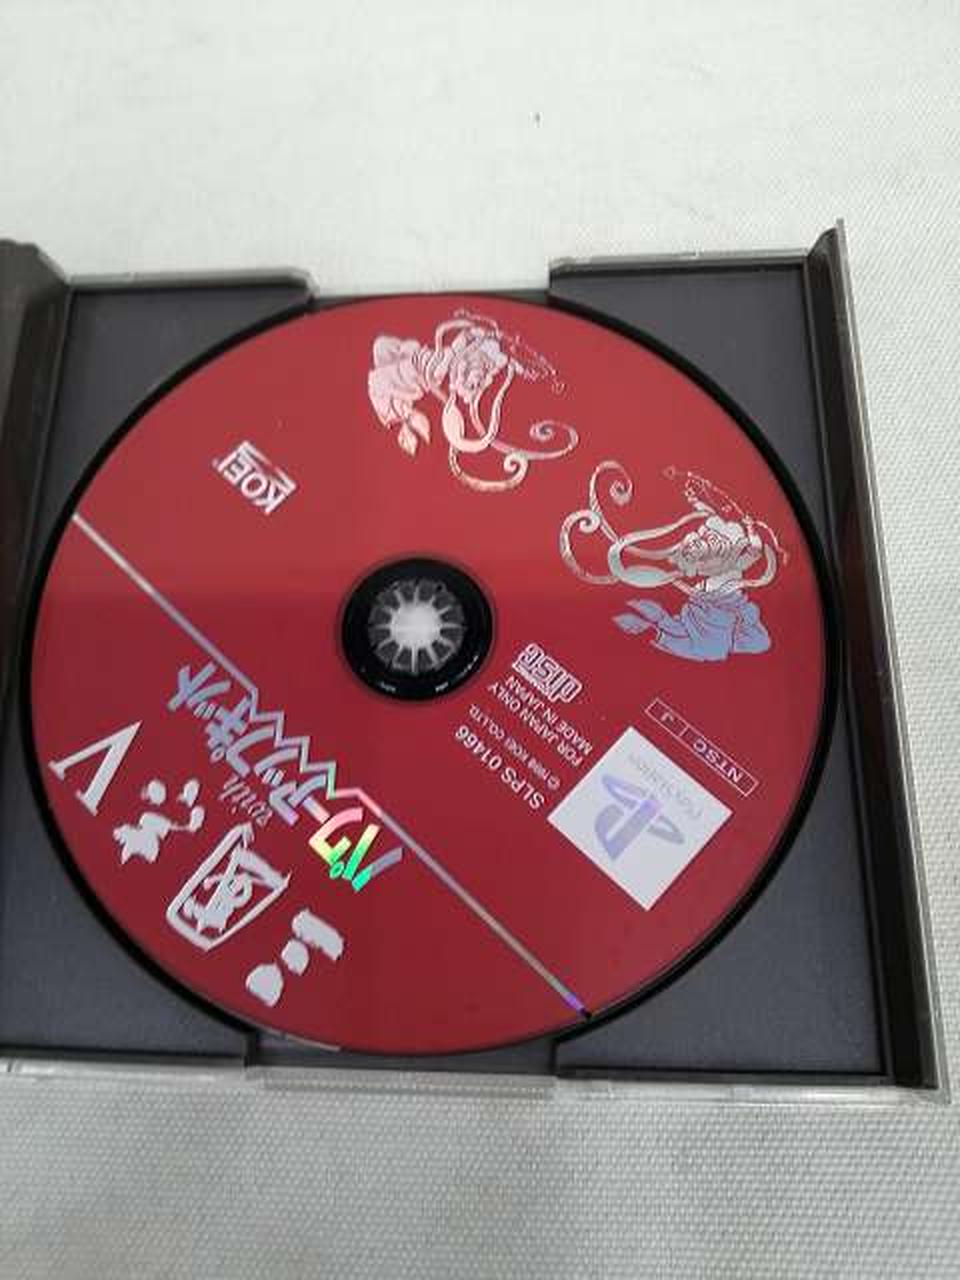 三國志V
with
パワーアップキット
KOEI
NTSC J
PlayStation
SLPS 01466
© 1998 KOEI CO.,LTD.
MADE IN JAPAN
FOR JAPAN ONLY
disc